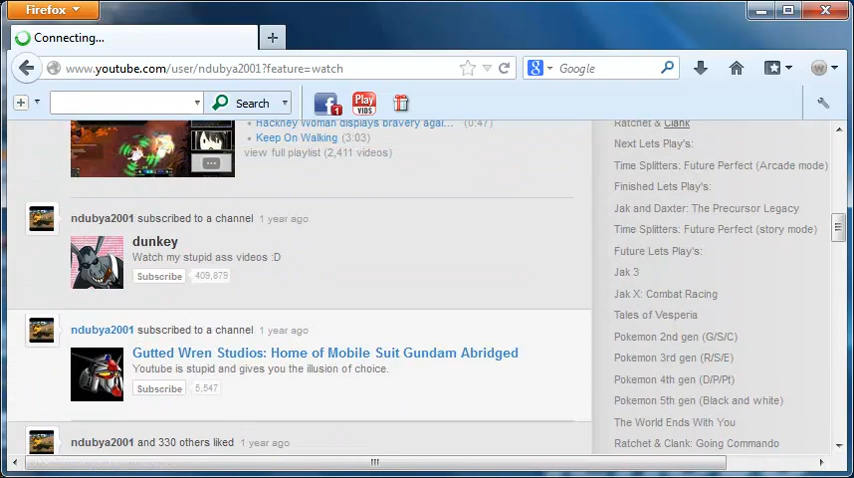 Firefox
Connecting...
www.youtube.com/user/ndubya2001?feature=watch
Google
Search
1
Play
VIDS
Hackney Woman displays bravery agai... (0:47)
Keep On Walking (3:03)
view full playlist (2,411 videos)
ndubya2001 subscribed to a channel 1 year ago
dunkey
Watch my stupid ass videos :D
Subscribe 409,879
ndubya2001 subscribed to a channel 1 year ago
Gutted Wren Studios: Home of Mobile Suit Gundam Abridged
Youtube is stupid and gives you the illusion of choice.
Subscribe 5,547
ndubya2001 and 330 others liked 1 year ago
Ratchet & Clank
Next Lets Play's:
Time Splitters: Future Perfect (Arcade mode)
Finished Lets Play's:
Jak and Daxter: The Precursor Legacy
Time Splitters: Future Perfect (story mode)
Future Lets Play's:
Jak 3
Jak X: Combat Racing
Tales of Vesperia
Pokemon 2nd gen (G/S/C)
Pokemon 3rd gen (R/S/E)
Pokemon 4th gen (D/P/Pt)
Pokemon 5th gen (Black and white)
The World Ends With You
Ratchet & Clank: Going Commando